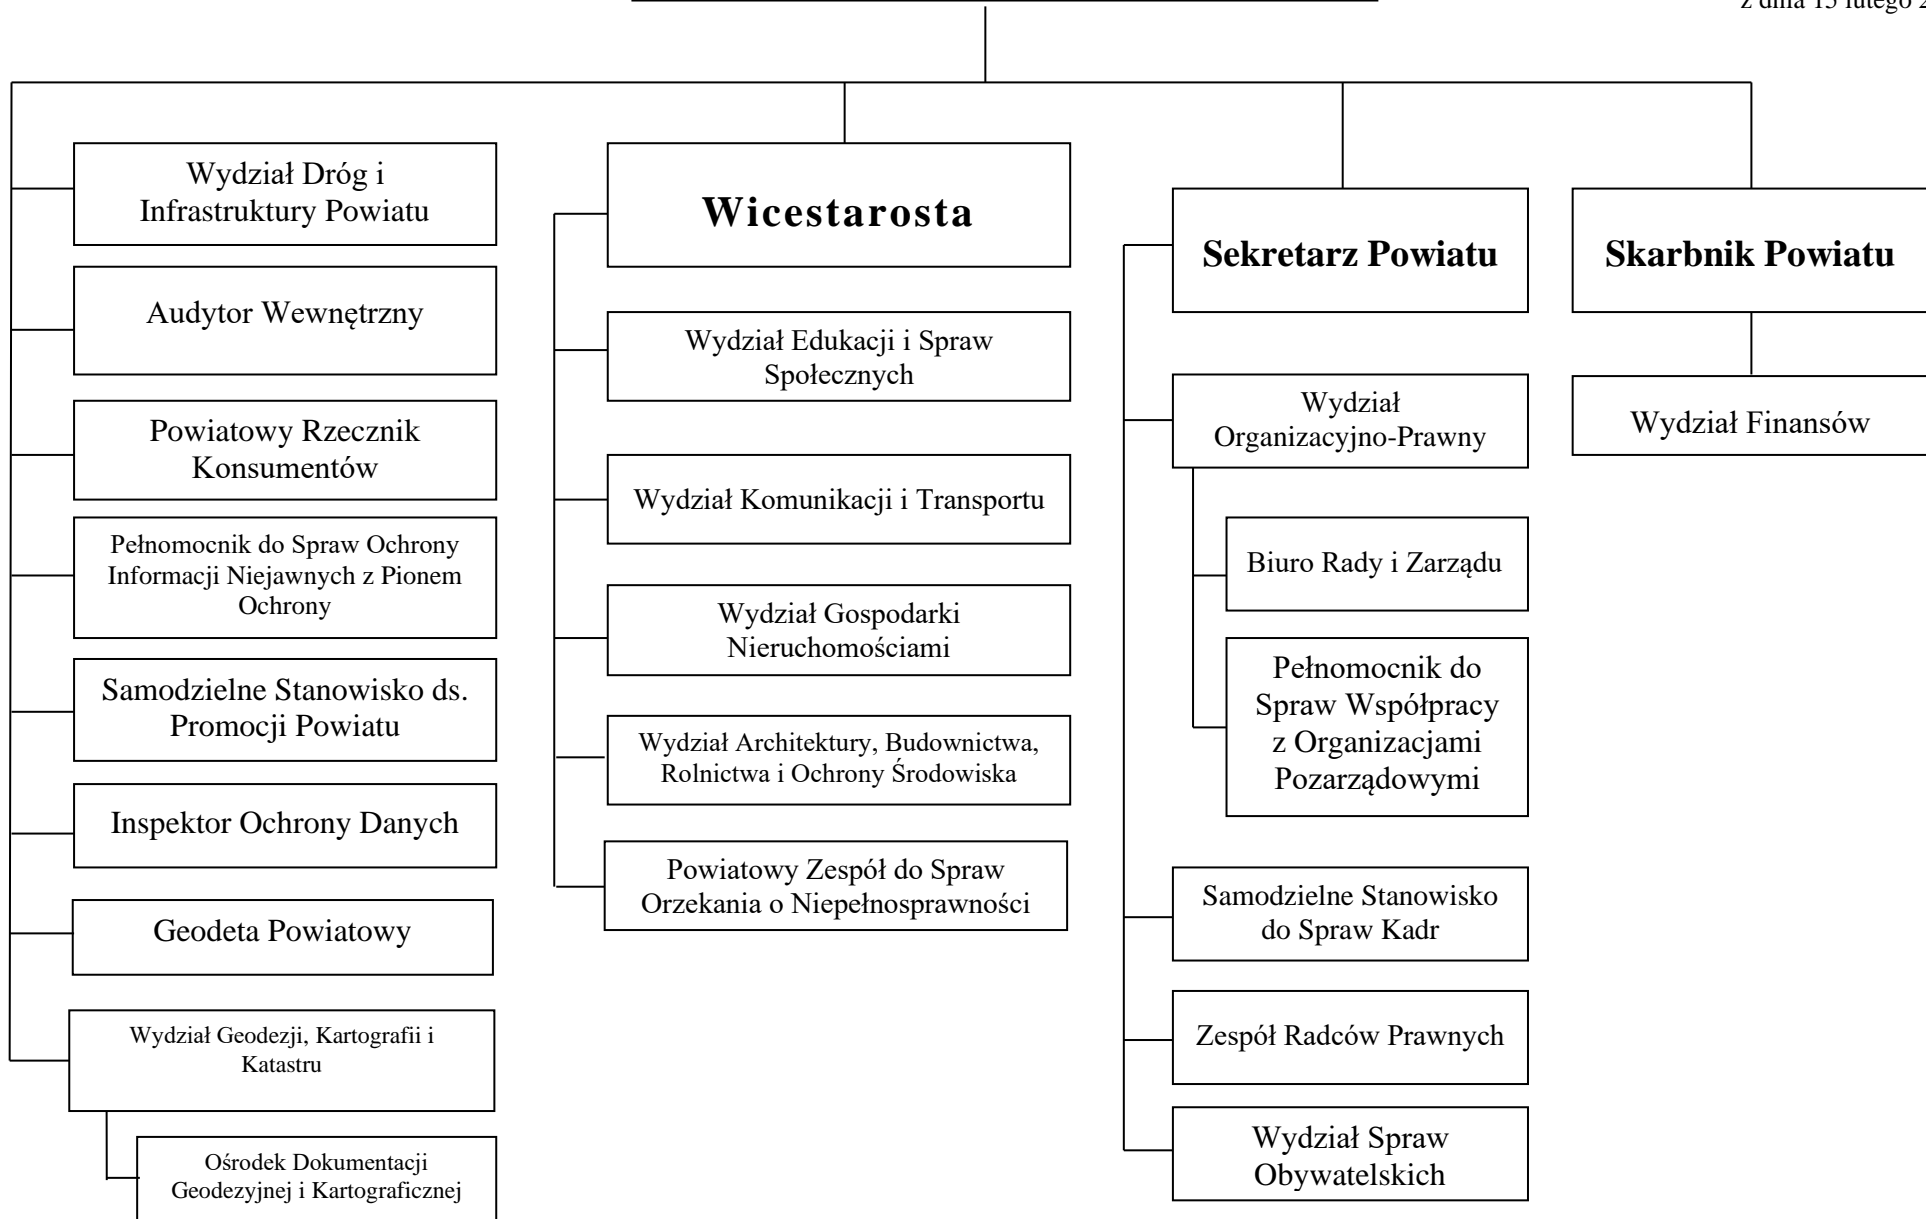 z dnia 15 lutego 2
Wydział Dróg i
Infrastruktury Powiatu
Audytor Wewnętrzny
Powiatowy Rzecznik
Konsumentów
Pełnomocnik do Spraw Ochrony
Informacji Niejawnych z Pionem
Ochrony
Samodzielne Stanowisko ds.
Promocji Powiatu
Inspektor Ochrony Danych
Geodeta Powiatowy
Wydział Geodezji, Kartografii i
Katastru
Ośrodek Dokumentacji
Geodezyjnej i Kartograficznej
Wicestarosta
Wydział Edukacji i Spraw
Społecznych
Wydział Komunikacji i Transportu
Wydział Gospodarki
Nieruchomościami
Wydział Architektury, Budownictwa,
Rolnictwa i Ochrony Środowiska
Powiatowy Zespół do Spraw
Orzekania o Niepełnosprawności
Sekretarz Powiatu
Wydział
Organizacyjno-Prawny
Biuro Rady i Zarządu
Pełnomocnik do
Spraw Współpracy
z Organizacjami
Pozarządowymi
Samodzielne Stanowisko
do Spraw Kadr
Zespół Radców Prawnych
Wydział Spraw
Obywatelskich
Skarbnik Powiatu
Wydział Finansów